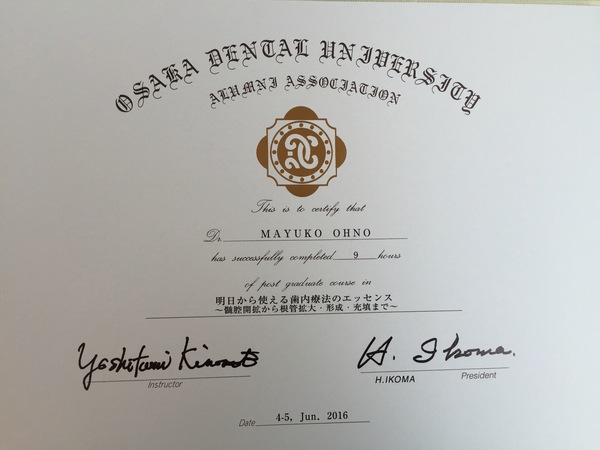 OSAKA DENTAL UNIVERSITY
ALUMNI ASSOCIATION
This is to certify that
Dr. MAYUKO OHNO
has successfully completed 9 hours
of post graduate course in
明日から使える歯内療法のエッセンス
〜髄腔開拡から根管拡大・形成・充填まで〜
Yoshifumi Kinomoto H. Ikoma.
Instructor H.IKOMA President
Date 4-5, Jun. 2016